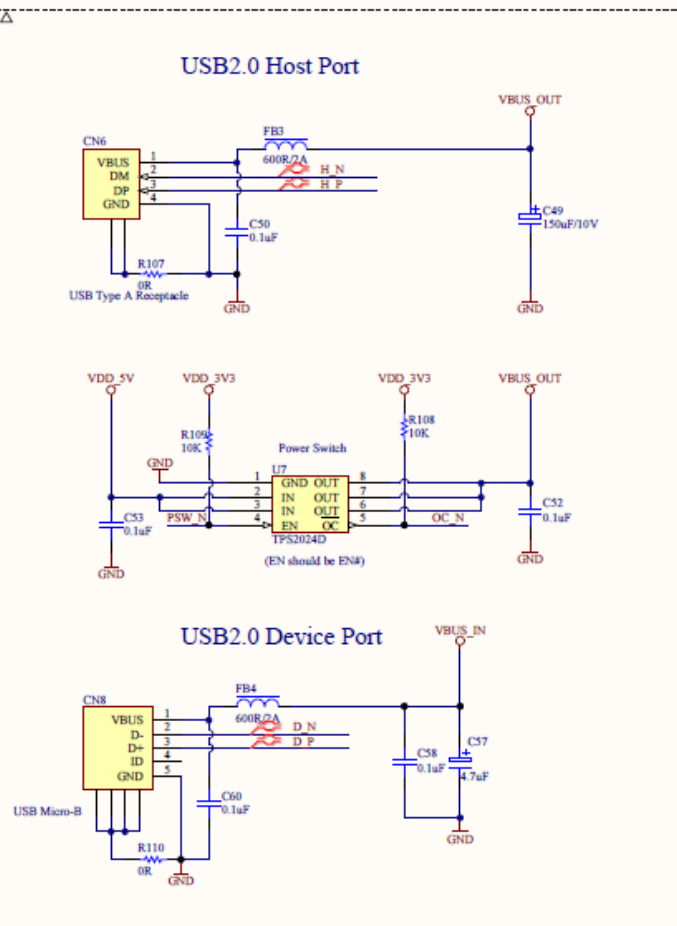 USB2.0 Host Port
VBUS_OUT
CN6
FB3
600R/2A
VBUS 1
DM 2
DP 3
GND 4
H_N
H_P
C50
0.1uF
C49
150uF/10V
R107
0R
USB Type A Receptacle
GND
GND
VDD_5V
VDD_3V3
VDD_3V3
VBUS_OUT
R109
10K
R108
10K
Power Switch
GND
U7
1 GND OUT 8
2 IN OUT 7
3 IN OUT 6
4 EN OC 5
PSW_N
OC_N
TPS2024D
(EN should be EN#)
C53
0.1uF
C52
0.1uF
GND
GND
USB2.0 Device Port
VBUS_IN
CN8
FB4
600R/2A
VBUS 1
D- 2
D+ 3
ID 4
GND 5
D_N
D_P
C58
0.1uF
C57
4.7uF
C60
0.1uF
USB Micro-B
R110
0R
GND
GND